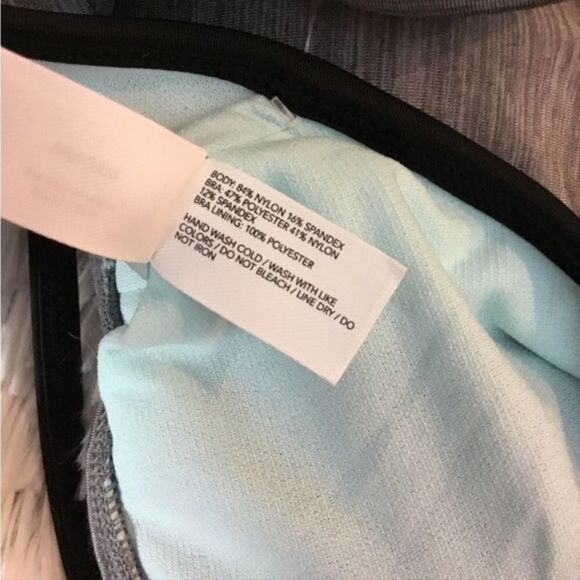 BODY: 84% NYLON 16% SPANDEX
BRA: 47% POLYESTER 41% NYLON
12% SPANDEX
BRA LINING: 100% POLYESTER
HAND WASH COLD / WASH WITH LIKE
COLORS / DO NOT BLEACH / LINE DRY / DO
NOT IRON